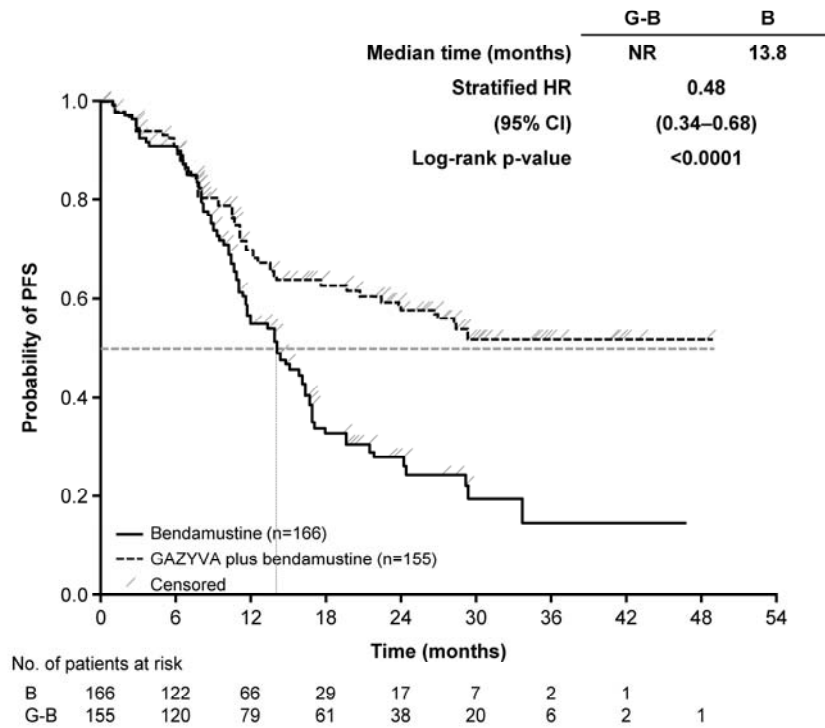 G-B B
Median time (months) NR 13.8
Stratified HR 0.48
(95% CI) (0.34–0.68)
Log-rank p-value <0.0001
Probability of PFS
1.0
0.8
0.6
0.4
0.2
0.0
Bendamustine (n=166)
GAZYVA plus bendamustine (n=155)
Censored
0 6 12 18 24 30 36 42 48 54
Time (months)
No. of patients at risk
B 166 122 66 29 17 7 2 1
G-B 155 120 79 61 38 20 6 2 1